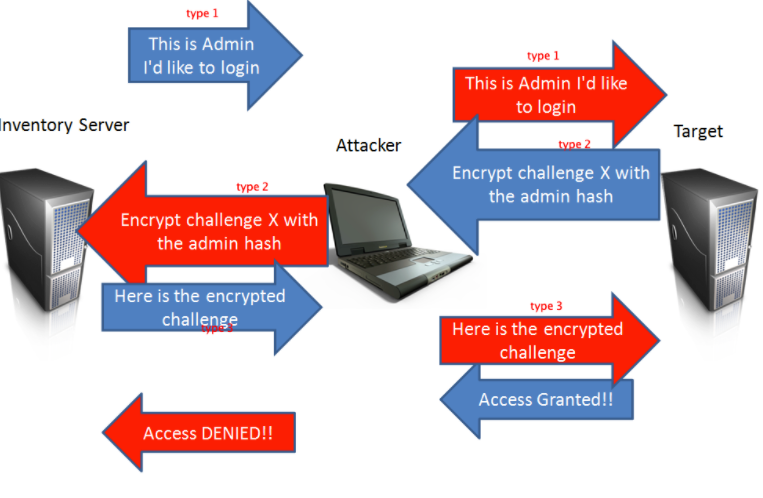 type 1
This is Admin
I'd like to login
type 1
This is Admin I'd like
to login
Inventory Server
Attacker
Target
type 2
Encrypt challenge X with
the admin hash
type 2
Encrypt challenge X with
the admin hash
Here is the encrypted
challenge
type 3
type 3
Here is the encrypted
challenge
Access Granted!!
Access DENIED!!